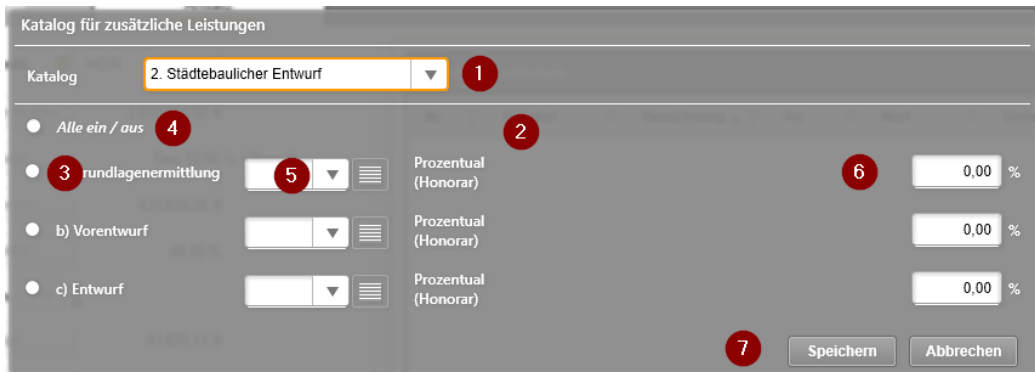 Katalog für zusätzliche Leistungen
Katalog 2. Städtebaulicher Entwurf 1
Alle ein / aus 4 2
3 rundlagenermittlung 5 Prozentual (Honorar) 6 0,00 %
b) Vorentwurf Prozentual (Honorar) 0,00 %
c) Entwurf Prozentual (Honorar) 0,00 %
7 Speichern Abbrechen